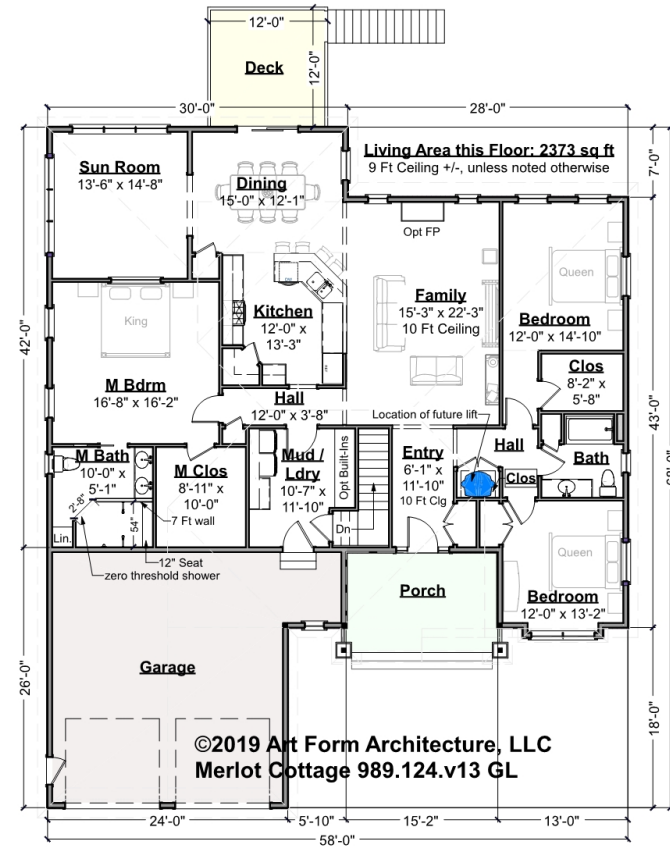 12'-0"
Deck
12'-0"
30'-0"
28'-0"
Living Area this Floor: 2373 sq ft
9 Ft Ceiling +/-, unless noted otherwise
7'-0"
Sun Room
13'-6" x 14'-8"
Dining
15'-0" x 12'-1"
Opt FP
Queen
Family
15'-3" x 22'-3"
10 Ft Ceiling
Bedroom
12'-0" x 14'-10"
King
Kitchen
12'-0" x
13'-3"
42'-0"
M Bdrm
16'-8" x 16'-2"
Clos
8'-2" x
5'-8"
43'-0"
Hall
12'-0" x 3'-8"
Location of future lift
M Bath
10'-0" x
5'-1"
M Clos
8'-11" x
10'-0"
Mud /
Ldry
10'-7" x
11'-10"
Opt Built-Ins
Entry
6'-1" x
11'-10"
10 Ft Clg
Hall
Clos
Bath
2'-8"
54"
7 Ft wall
Lin.
Dn
12" Seat
zero threshold shower
Queen
Bedroom
12'-0" x 13'-2"
Porch
Garage
26'-0"
18'-0"
©2019 Art Form Architecture, LLC
Merlot Cottage 989.124.v13 GL
24'-0"
5'-10"
15'-2"
13'-0"
58'-0"